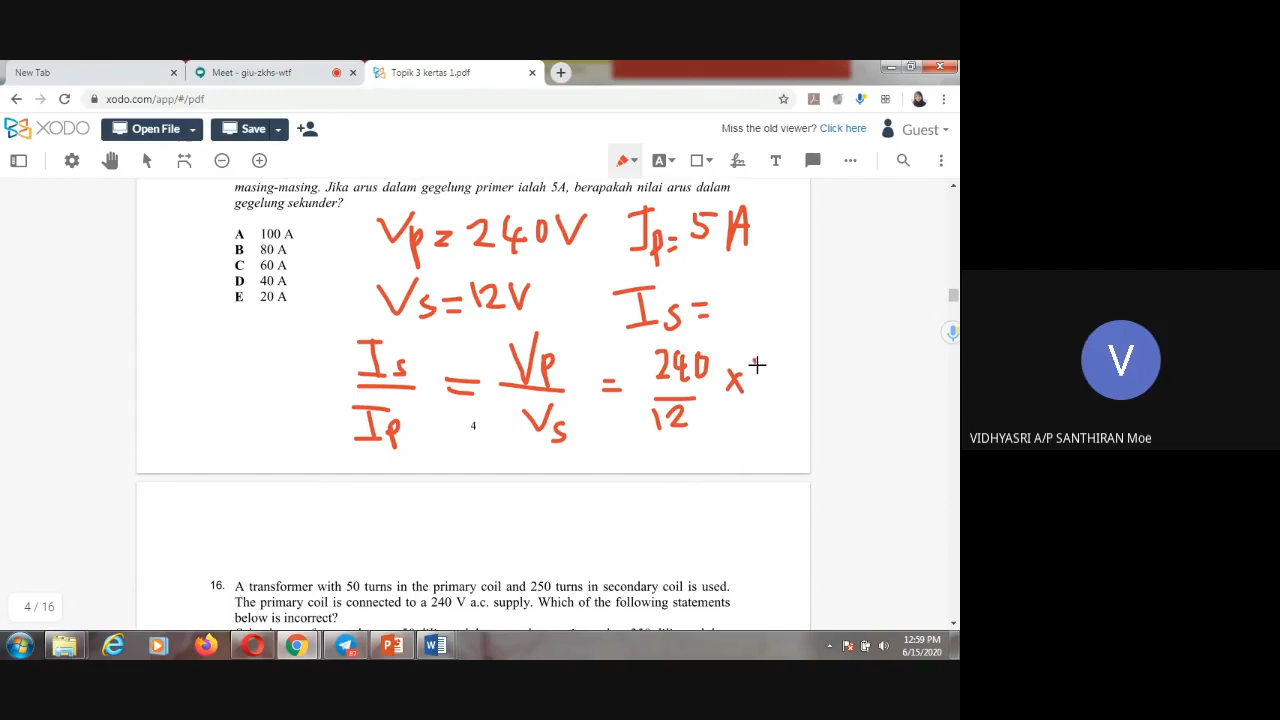 New Tab
Meet - giu-zkhs-wtf
Topik 3 kertas 1.pdf
xodo.com/app/#/pdf
XODO
Open File
Save
Miss the old viewer? Click here
Guest
masing-masing. Jika arus dalam gegelung primer ialah 5A, berapakah nilai arus dalam
gegelung sekunder?
A 100 A
B 80 A
C 60 A
D 40 A
E 20 A
Vp = 240V Ip = 5 A
Vs = 12V Is =
Is/Ip = Vp/Vs = 240/12 x
4
16. A transformer with 50 turns in the primary coil and 250 turns in secondary coil is used.
The primary coil is connected to a 240 V a.c. supply. Which of the following statements
below is incorrect?
4 / 16
12:59 PM
6/15/2020
V
VIDHYASRI A/P SANTHIRAN Moe